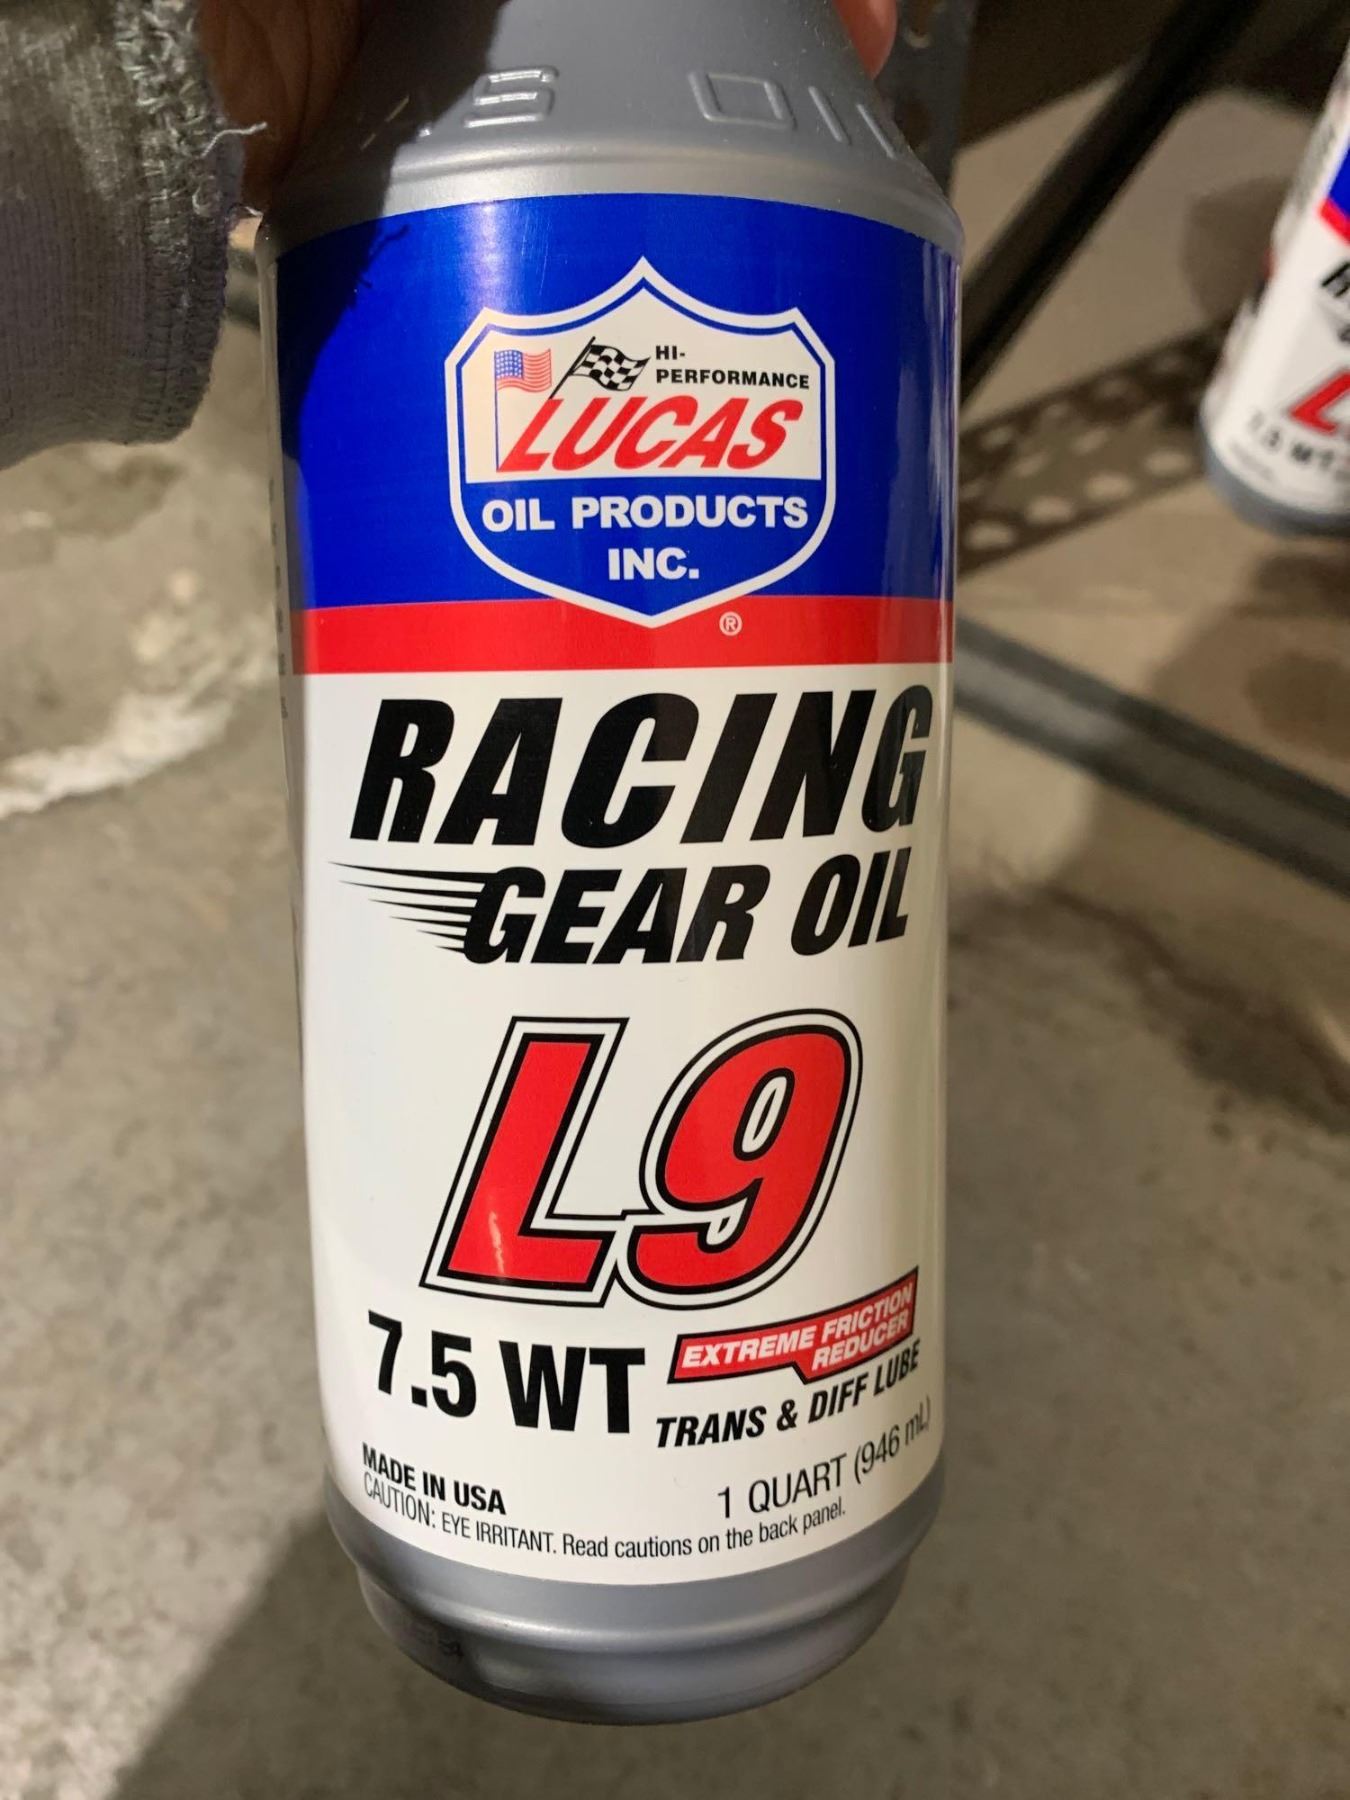 OIL
HI-
PERFORMANCE
LUCAS
OIL PRODUCTS
INC.
®
RACING
GEAR OIL
L9
7.5 WT
EXTREME FRICTION
REDUCER
TRANS & DIFF LUBE
MADE IN USA
1 QUART (946 mL)
CAUTION: EYE IRRITANT. Read cautions on the back panel.